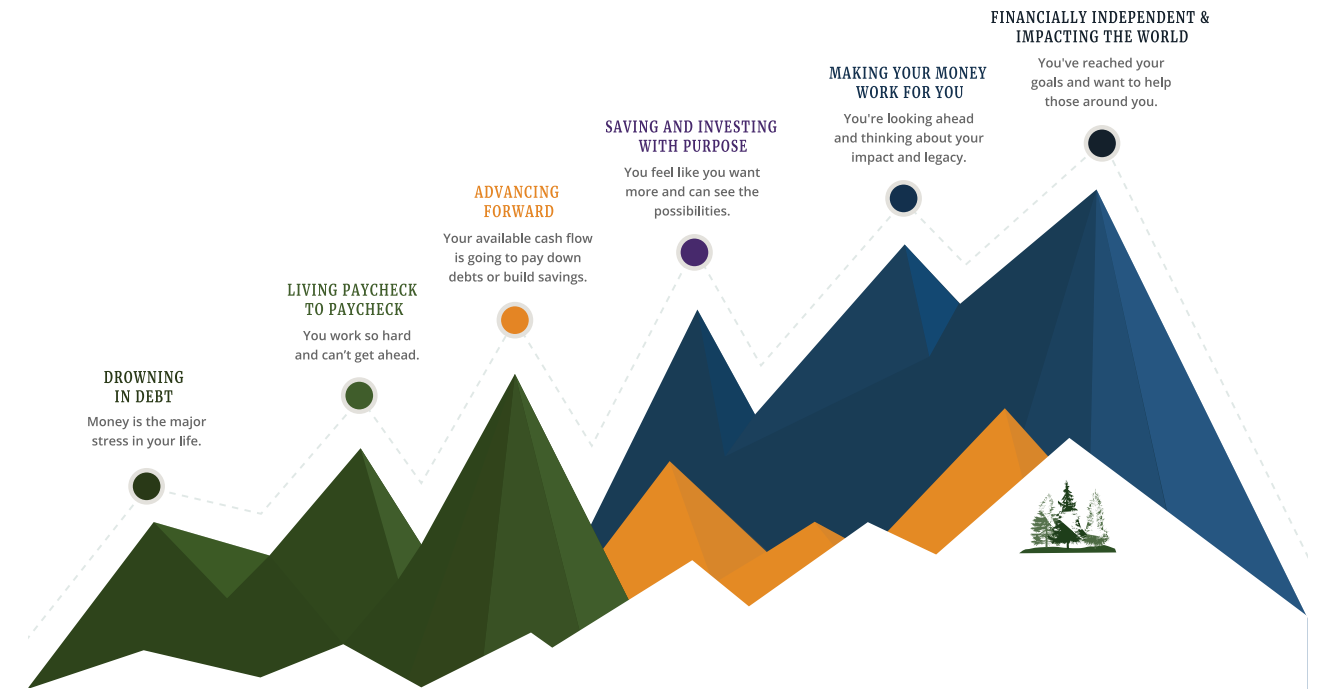 DROWNING
IN DEBT
Money is the major
stress in your life.
LIVING PAYCHECK
TO PAYCHECK
You work so hard
and can't get ahead.
ADVANCING
FORWARD
Your available cash flow
is going to pay down
debts or build savings.
SAVING AND INVESTING
WITH PURPOSE
You feel like you want
more and can see the
possibilities.
MAKING YOUR MONEY
WORK FOR YOU
You're looking ahead
and thinking about your
impact and legacy.
FINANCIALLY INDEPENDENT &
IMPACTING THE WORLD
You've reached your
goals and want to help
those around you.